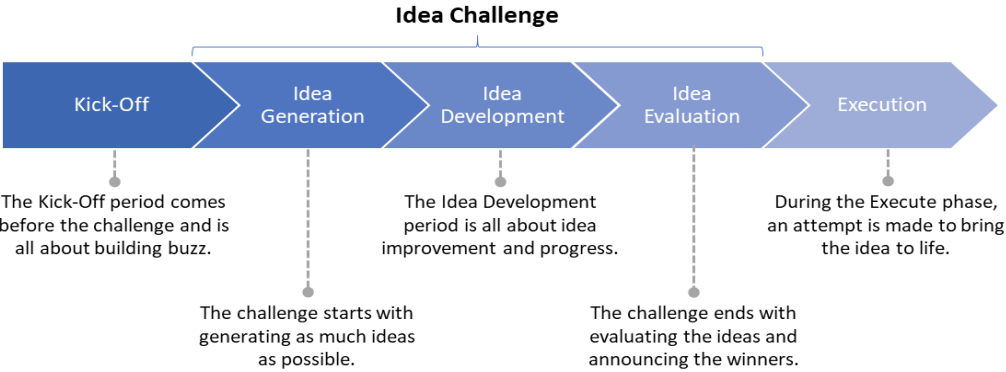 Idea Challenge
Kick-Off
Idea
Generation
Idea
Development
Idea
Evaluation
Execution
The Kick-Off period comes
before the challenge and is
all about building buzz.
The challenge starts with
generating as much ideas
as possible.
The Idea Development
period is all about idea
improvement and progress.
The challenge ends with
evaluating the ideas and
announcing the winners.
During the Execute phase,
an attempt is made to bring
the idea to life.